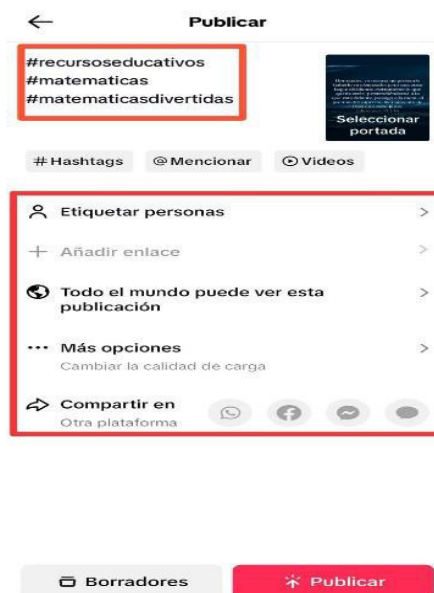 Publicar
#recursoseducativos
#matematicas
#matematicasdivertidas
Seleccionar
portada
# Hashtags @ Mencionar Videos
Etiquetar personas
Añadir enlace
Todo el mundo puede ver esta
publicación
Más opciones
Cambiar la calidad de carga
Compartir en
Otra plataforma
Borradores Publicar